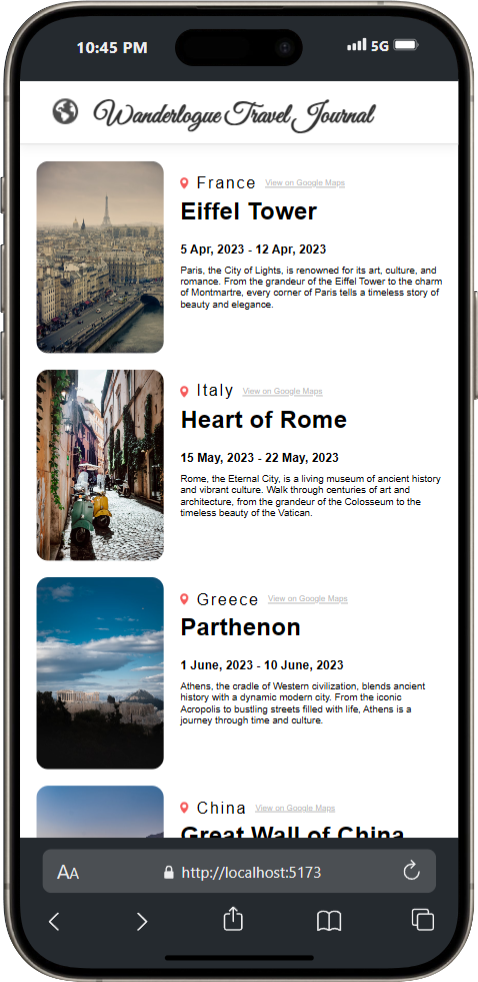 10:45 PM 5G
Wanderlogue Travel Journal
France View on Google Maps
Eiffel Tower
5 Apr, 2023 - 12 Apr, 2023
Paris, the City of Lights, is renowned for its art, culture, and
romance. From the grandeur of the Eiffel Tower to the charm
of Montmartre, every corner of Paris tells a timeless story of
beauty and elegance.
Italy View on Google Maps
Heart of Rome
15 May, 2023 - 22 May, 2023
Rome, the Eternal City, is a living museum of ancient history
and vibrant culture. Walk through centuries of art and
architecture, from the grandeur of the Colosseum to the
timeless beauty of the Vatican.
Greece View on Google Maps
Parthenon
1 June, 2023 - 10 June, 2023
Athens, the cradle of Western civilization, blends ancient
history with a dynamic modern city. From the iconic
Acropolis to bustling streets filled with life, Athens is a
journey through time and culture.
China View on Google Maps
Great Wall of China
AA http://localhost:5173